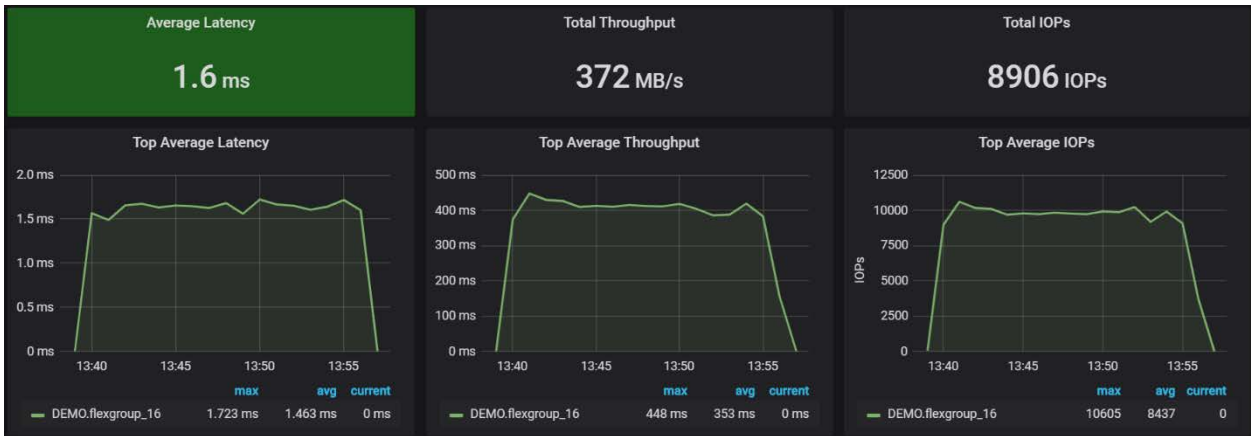 Average Latency
1.6 ms
Total Throughput
372 MB/s
Total IOPs
8906 IOPs
Top Average Latency
2.0 ms
1.5 ms
1.0 ms
0.5 ms
0 ms
13:40 13:45 13:50 13:55
max avg current
DEMO.flexgroup_16 1.723 ms 1.463 ms 0 ms
Top Average Throughput
500 ms
400 ms
300 ms
200 ms
100 ms
0 ms
13:40 13:45 13:50 13:55
max avg current
DEMO.flexgroup_16 448 ms 353 ms 0 ms
Top Average IOPs
IOPs
12500
10000
7500
5000
2500
0
13:40 13:45 13:50 13:55
max avg current
DEMO.flexgroup_16 10605 8437 0